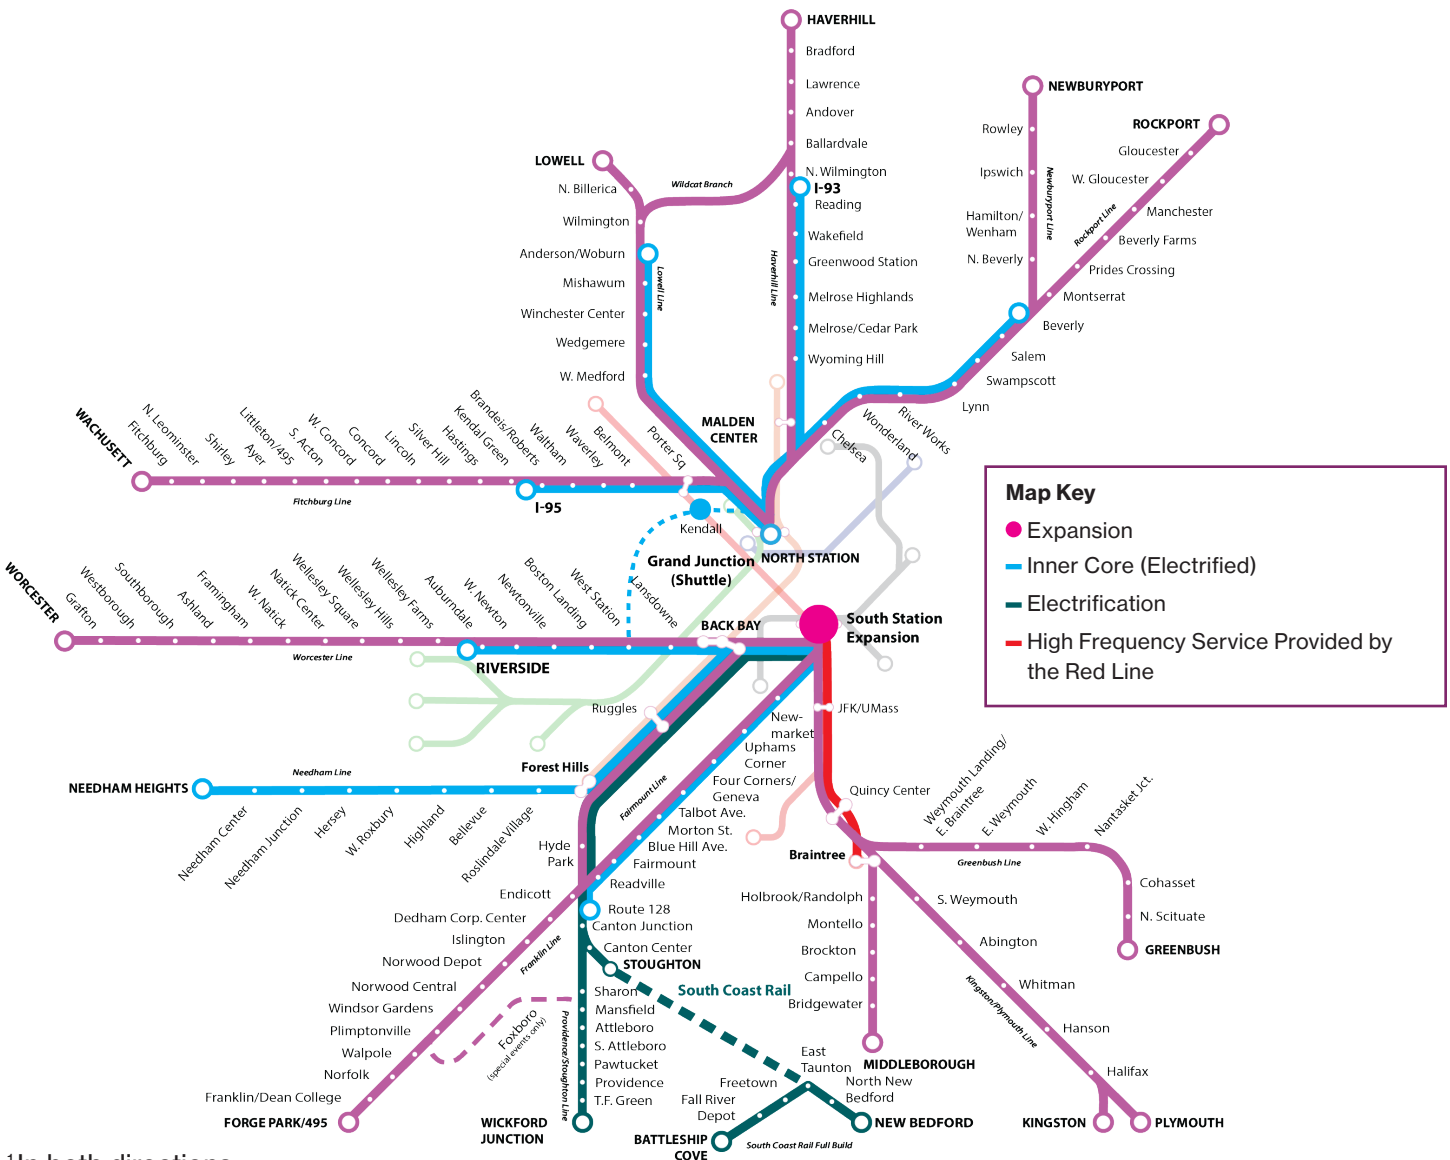 HAVERHILL
Bradford
Lawrence
Andover
Ballardvale
N. Wilmington
I-93
Reading
Wakefield
Greenwood Station
Melrose Highlands
Melrose/Cedar Park
Wyoming Hill
Haverhill Line
MALDEN
CENTER
NEWBURYPORT
Rowley
Ipswich
Hamilton/
Wenham
N. Beverly
Newburyport Line
ROCKPORT
Gloucester
W. Gloucester
Manchester
Beverly Farms
Prides Crossing
Montserrat
Rockport Line
Beverly
Salem
Swampscott
Lynn
River Works
Wonderland
Chelsea
LOWELL
N. Billerica
Wildcat Branch
Wilmington
Anderson/Woburn
Mishawum
Winchester Center
Wedgemere
W. Medford
Lowell Line
WACHUSETT
Fitchburg
N. Leominster
Shirley
Ayer
Littleton/495
S. Acton
W. Concord
Concord
Lincoln
Silver Hill
Hastings
Kendal Green
Brandeis/Roberts
Waltham
Waverley
Belmont
Porter Sq
Fitchburg Line
I-95
Kendall
Grand Junction
(Shuttle)
NORTH STATION
WORCESTER
Grafton
Westborough
Southborough
Ashland
Framingham
W. Natick
Natick Center
Wellesley Square
Wellesley Hills
Wellesley Farms
Auburndale
W. Newton
Newtonville
Boston Landing
West Station
Lansdowne
BACK BAY
Worcester Line
RIVERSIDE
South Station
Expansion
Map Key
Expansion
Inner Core (Electrified)
Electrification
High Frequency Service Provided by
the Red Line
Ruggles
Forest Hills
NEEDHAM HEIGHTS
Needham Line
Needham Center
Needham Junction
Hersey
W. Roxbury
Highland
Bellevue
Roslindale Village
Hyde
Park
Fairmount Line
New-
market
Uphams
Corner
Four Corners/
Geneva
Talbot Ave.
Morton St.
Blue Hill Ave.
Fairmount
Readville
JFK/UMass
Quincy Center
Braintree
Weymouth Landing/
E. Braintree
E. Weymouth
W. Hingham
Nantasket Jct.
Greenbush Line
Cohasset
N. Scituate
GREENBUSH
Holbrook/Randolph
Montello
Brockton
Campello
Bridgewater
MIDDLEBOROUGH
S. Weymouth
Abington
Whitman
Hanson
Halifax
Kingston/Plymouth Line
KINGSTON
PLYMOUTH
Endicott
Dedham Corp. Center
Islington
Norwood Depot
Norwood Central
Windsor Gardens
Plimptonville
Walpole
Norfolk
Franklin/Dean College
FORGE PARK/495
Franklin Line
Foxboro
(special events only)
Route 128
Canton Junction
Canton Center
STOUGHTON
South Coast Rail
Sharon
Mansfield
Attleboro
S. Attleboro
Pawtucket
Providence
T.F. Green
Providence/Stoughton Line
WICKFORD
JUNCTION
East
Taunton
Freetown
Fall River
Depot
BATTLESHIP
COVE
North New
Bedford
NEW BEDFORD
South Coast Rail Full Build
¹In both directions